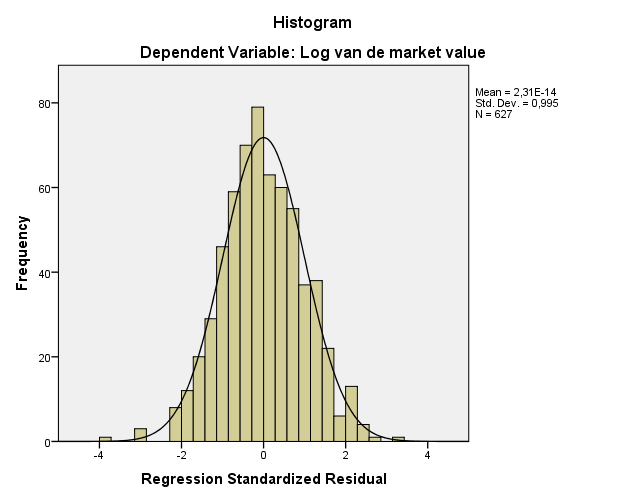 Histogram
Dependent Variable: Log van de market value
Mean = 2,31E-14
Std. Dev. = 0,995
N = 627
Frequency
80
60
40
20
0
-4 -2 0 2 4
Regression Standardized Residual